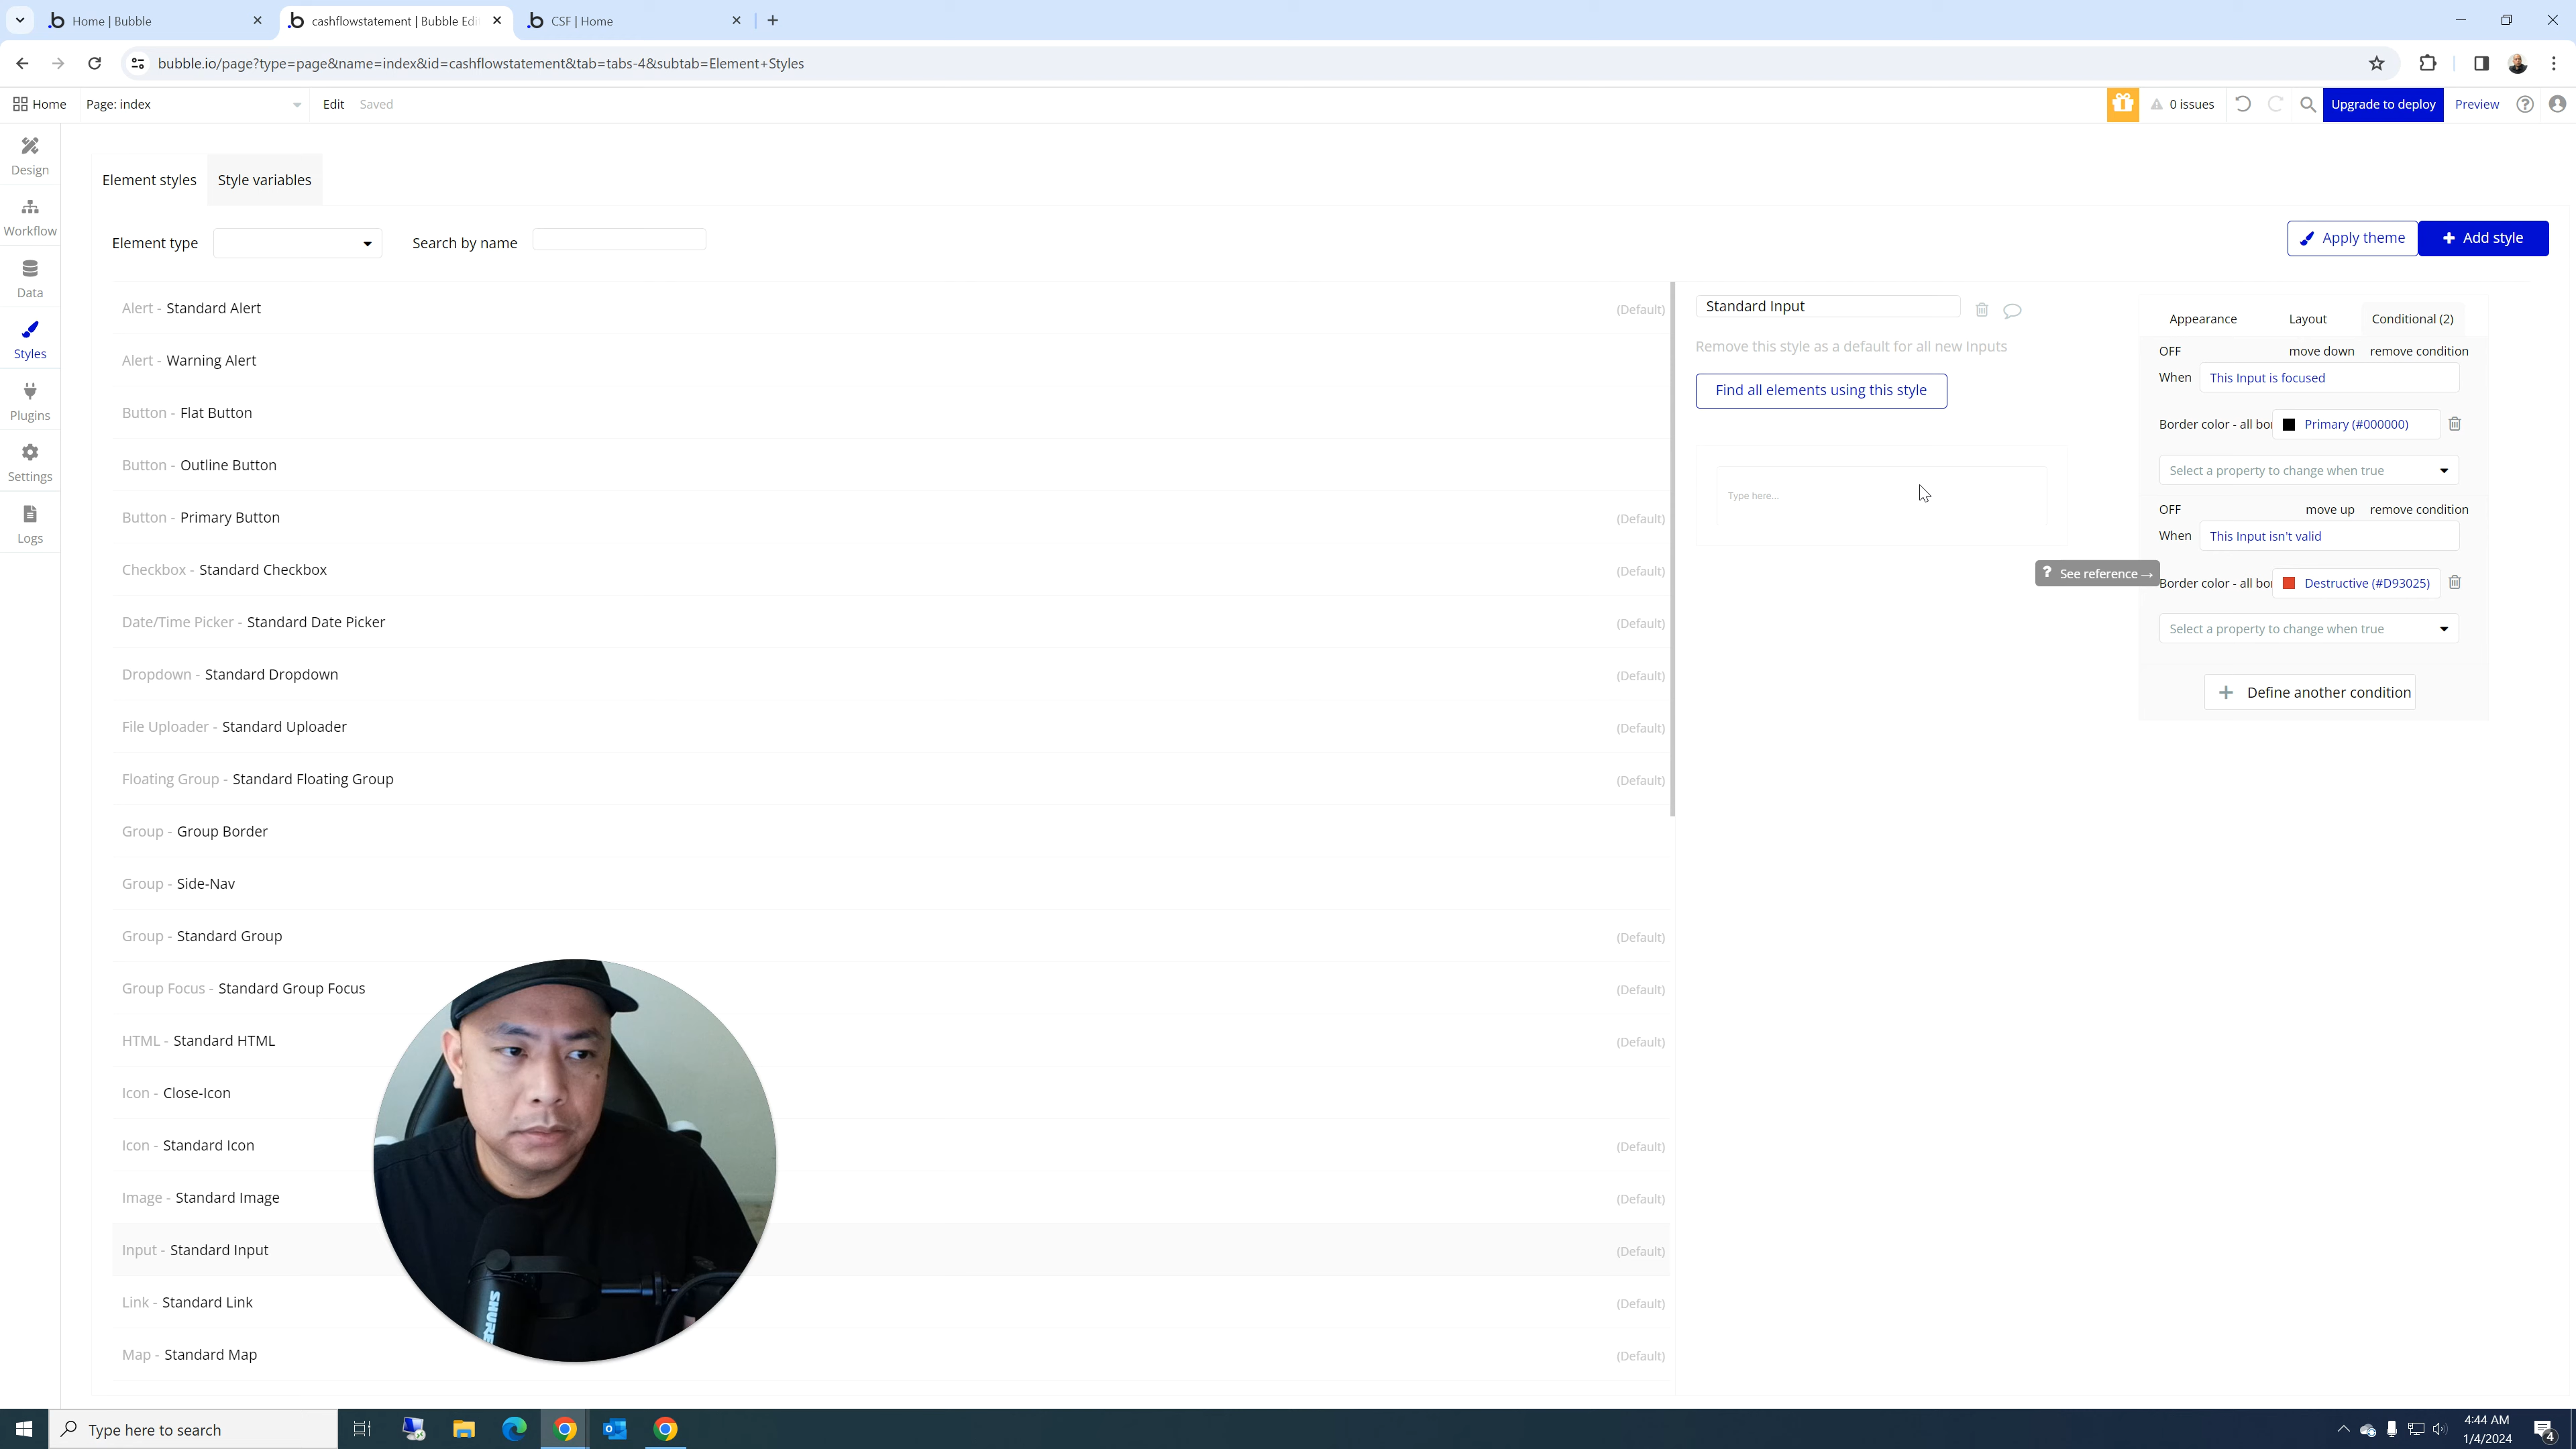 Home | Bubble
cashflowstatement | Bubble Edi
CSF | Home
bubble.io/page?type=page&name=index&id=cashflowstatement&tab=tabs-4&subtab=Element+Styles
Home
Page: index
Edit
Saved
0 issues
Upgrade to deploy
Preview
Design
Workflow
Data
Styles
Plugins
Settings
Logs
Element styles
Style variables
Element type
Search by name
Apply theme
+ Add style
Alert - Standard Alert (Default)
Alert - Warning Alert
Button - Flat Button
Button - Outline Button
Button - Primary Button (Default)
Checkbox - Standard Checkbox (Default)
Date/Time Picker - Standard Date Picker (Default)
Dropdown - Standard Dropdown (Default)
File Uploader - Standard Uploader (Default)
Floating Group - Standard Floating Group (Default)
Group - Group Border
Group - Side-Nav
Group - Standard Group (Default)
Group Focus - Standard Group Focus (Default)
HTML - Standard HTML (Default)
Icon - Close-Icon
Icon - Standard Icon (Default)
Image - Standard Image (Default)
Input - Standard Input (Default)
Link - Standard Link (Default)
Map - Standard Map (Default)
Standard Input
Remove this style as a default for all new Inputs
Find all elements using this style
Type here...
Appearance
Layout
Conditional (2)
OFF move down remove condition
When This Input is focused
Border color - all bor Primary (#000000)
Select a property to change when true
OFF move up remove condition
When This Input isn't valid
? See reference →
Border color - all bor Destructive (#D93025)
Select a property to change when true
+ Define another condition
SHURE
Type here to search
4:44 AM
1/4/2024
4